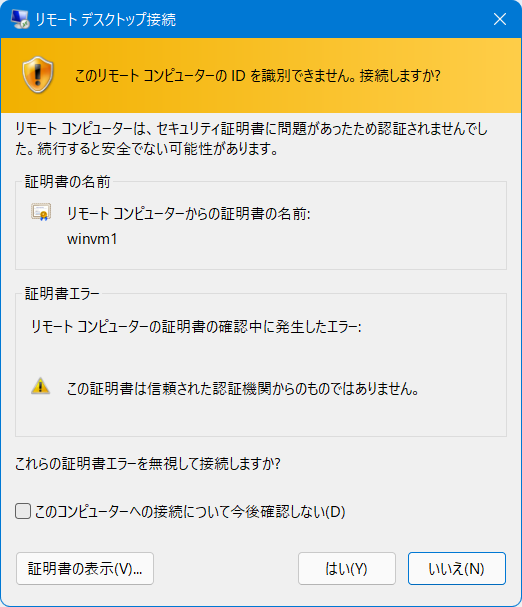 リモート デスクトップ接続
このリモート コンピューターの ID を識別できません。接続しますか?
リモート コンピューターは、セキュリティ証明書に問題があったため認証されませんでし
た。続行すると安全でない可能性があります。
証明書の名前
リモート コンピューターからの証明書の名前:
winvm1
証明書エラー
リモート コンピューターの証明書の確認中に発生したエラー:
この証明書は信頼された認証機関からのものではありません。
これらの証明書エラーを無視して接続しますか?
このコンピューターへの接続について今後確認しない(D)
証明書の表示(V)...
はい(Y)
いいえ(N)